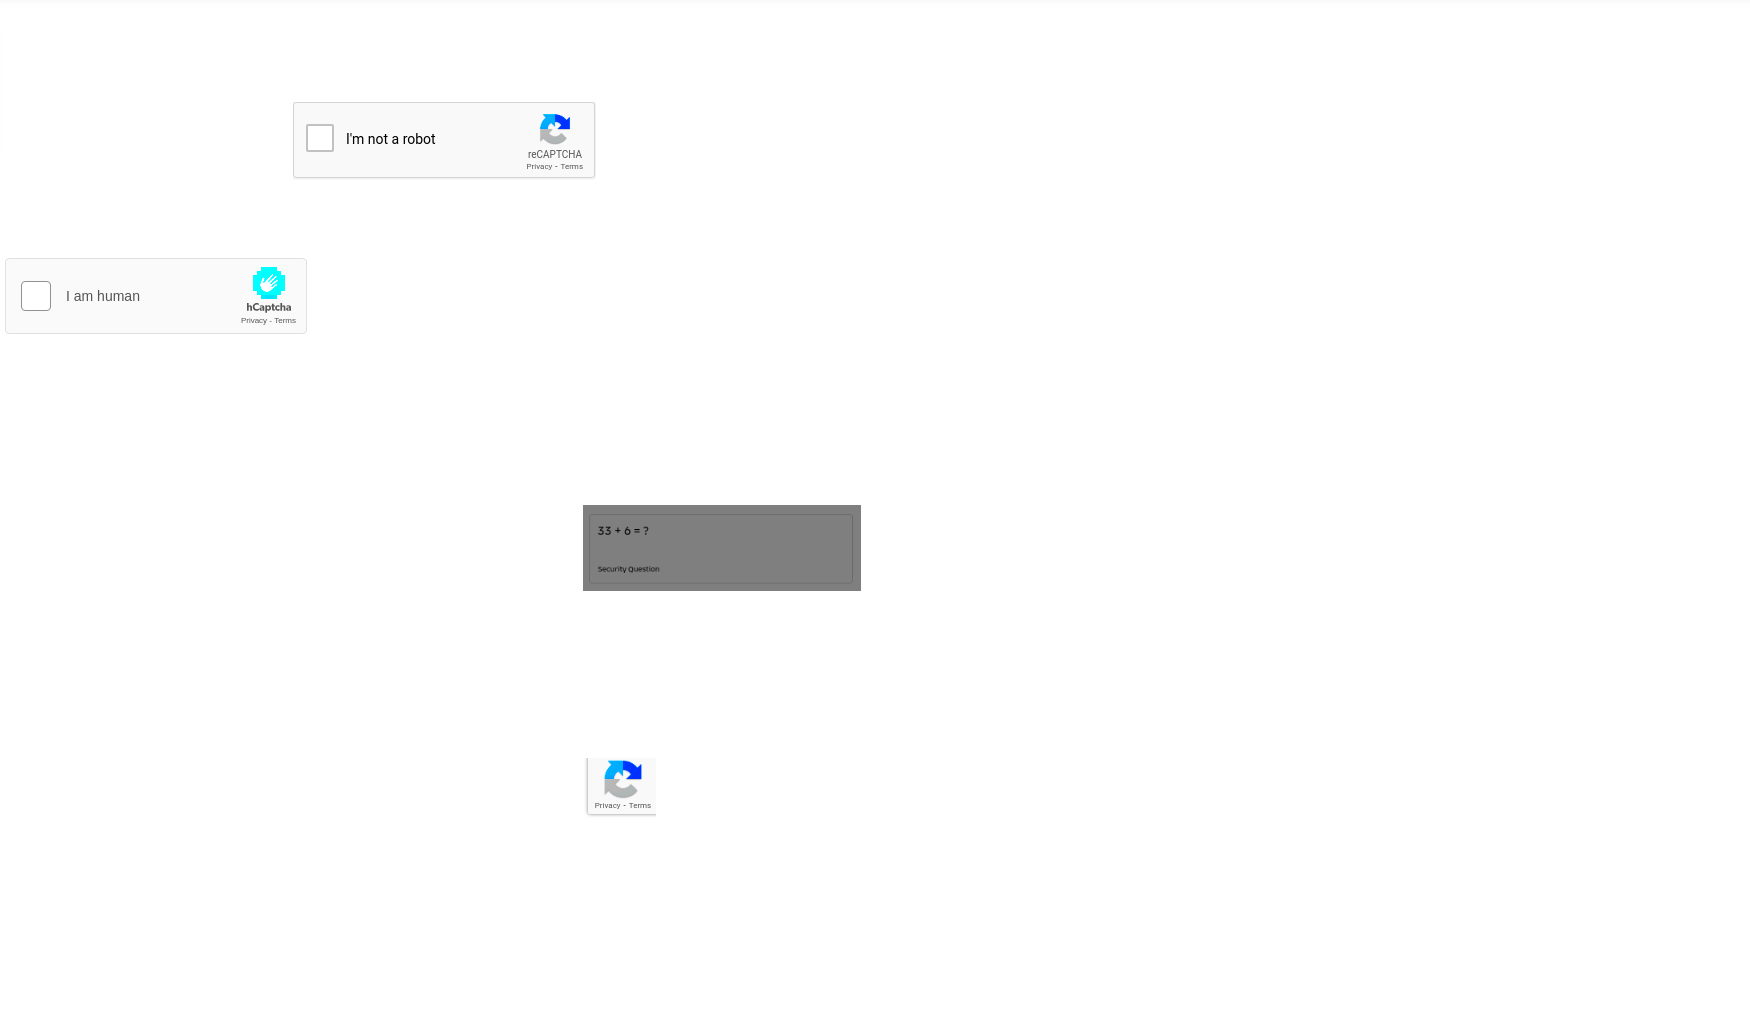 I'm not a robot
reCAPTCHA
Privacy - Terms
I am human
hCaptcha
Privacy - Terms
33 + 6 = ?
Security Question
Privacy - Terms